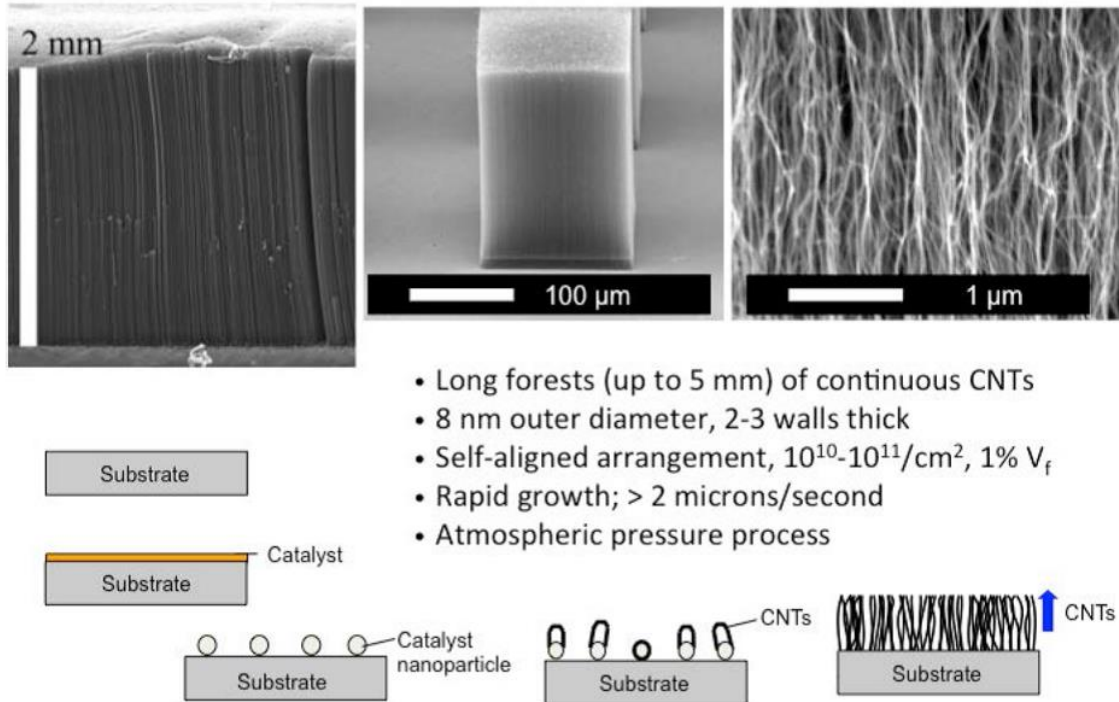 2 mm
100 μm
1 μm
• Long forests (up to 5 mm) of continuous CNTs
• 8 nm outer diameter, 2-3 walls thick
• Self-aligned arrangement, 10¹⁰-10¹¹/cm², 1% V_f
• Rapid growth; > 2 microns/second
• Atmospheric pressure process
Substrate
Catalyst
Substrate
Catalyst
nanoparticle
Substrate
CNTs
Substrate
CNTs
Substrate